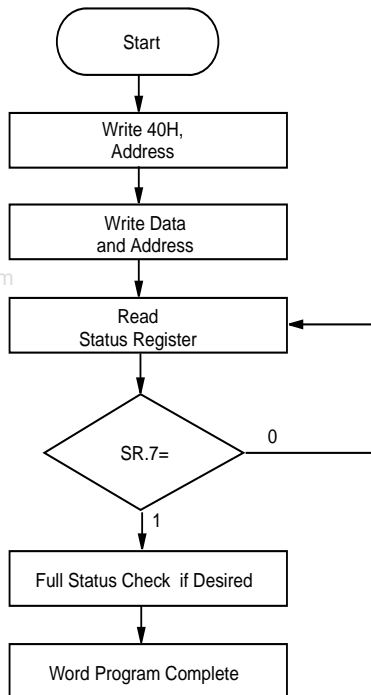 Start
Write 40H,
Address
Write Data
and Address
m
Read
Status Register
SR.7=
0
1
Full Status Check if Desired
Word Program Complete